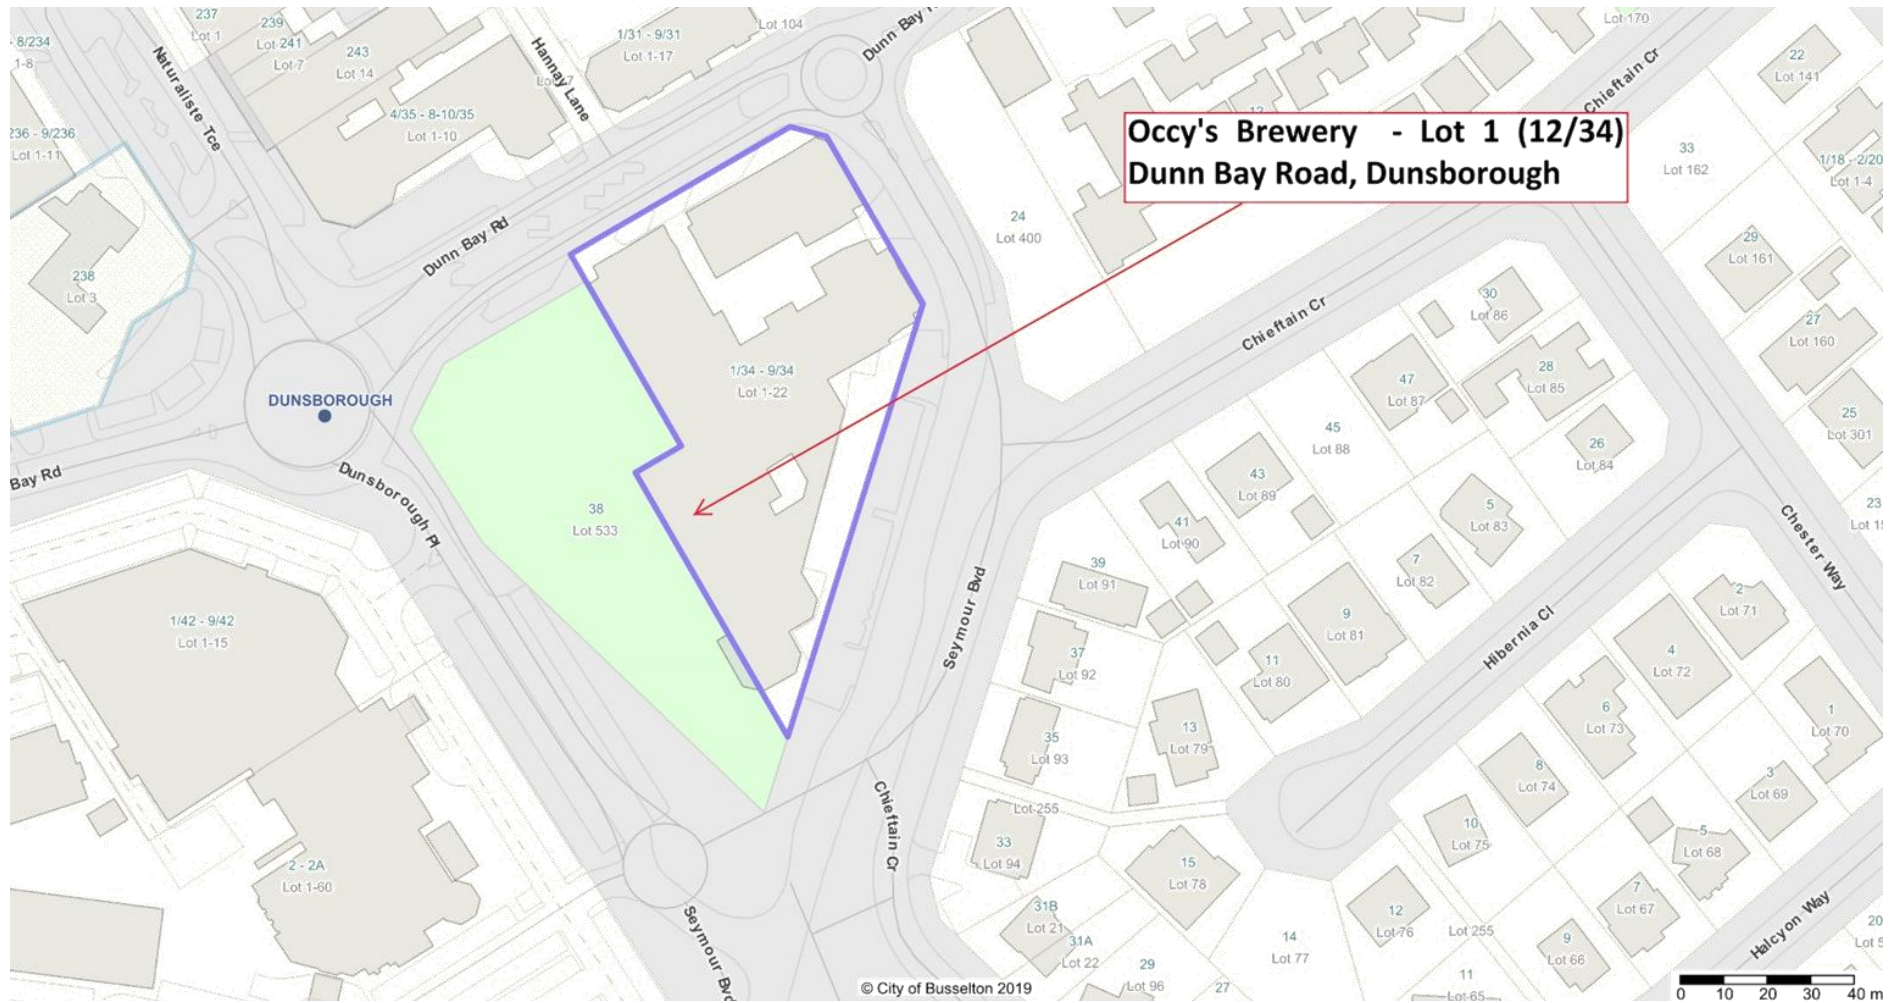 237
Lot 1
239
Lot 241
Lot 7
243
Lot 14
8/234
1-8
Naturaliste Tce
Hannay Lane
1/31 - 9/31
Lot 1-17
Lot 104
Dunn Bay
Lot 170
22
Lot 141
Chieftain Cr
4/35 - 8-10/35
Lot 1-10
236 - 9/236
Lot 1-11
Occy's Brewery - Lot 1 (12/34)
Dunn Bay Road, Dunsborough
33
Lot 162
1/18 - 2/20
Lot 1-4
24
Lot 400
Dunn Bay Rd
238
Lot 3
29
Lot 161
30
Lot 86
27
Lot 160
Chieftain Cr
1/34 - 9/34
Lot 1-22
47
Lot 87
28
Lot 85
DUNSBOROUGH
45
Lot 88
26
Lot 84
25
Lot 301
Bay Rd
Dunsborough Pl
43
Lot 89
38
Lot 533
41
Lot 90
5
Lot 83
23
Chester Way
39
Lot 91
7
Lot 82
2
Lot 71
1/42 - 9/42
Lot 1-15
Seymour Bvd
9
Lot 81
Hibernia Cl
37
Lot 92
11
Lot 80
4
Lot 72
6
Lot 73
1
Lot 70
35
Lot 93
13
Lot 79
8
Lot 74
3
Lot 69
Chieftain Cr
Lot 255
33
Lot 94
10
Lot 75
5
Lot 68
2 - 2A
Lot 1-60
15
Lot 78
7
Lot 67
31B
Lot 21
12
Lot 76
Lot 255
Halcyon Way
20
Seymour Bvd
31A
Lot 22
14
Lot 77
9
Lot 66
29
Lot 96
27
11
Lot 65
© City of Busselton 2019
0 10 20 30 40 m